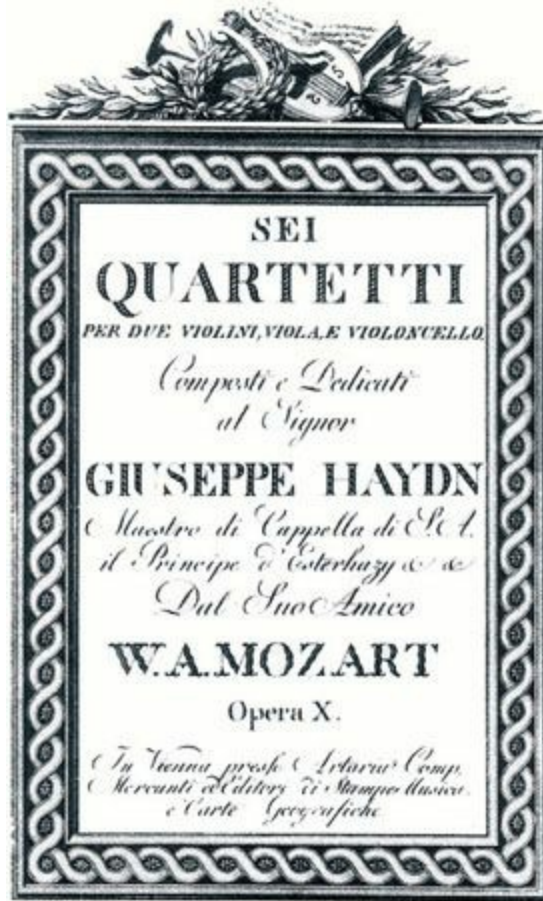 SEI
QUARTETTI
PER DUE VIOLINI, VIOLA, E VIOLONCELLO,
Composti e Dedicati
al Signor
GIUSEPPE HAYDN
Maestro di Cappella di S. A.
il Principe d'Esterhazy & &
Dal Suo Amico
W. A. MOZART
Opera X.
In Vienna presso Artaria Comp.
Mercanti ed Editori di Stampe Musica
e Carte Geografiche